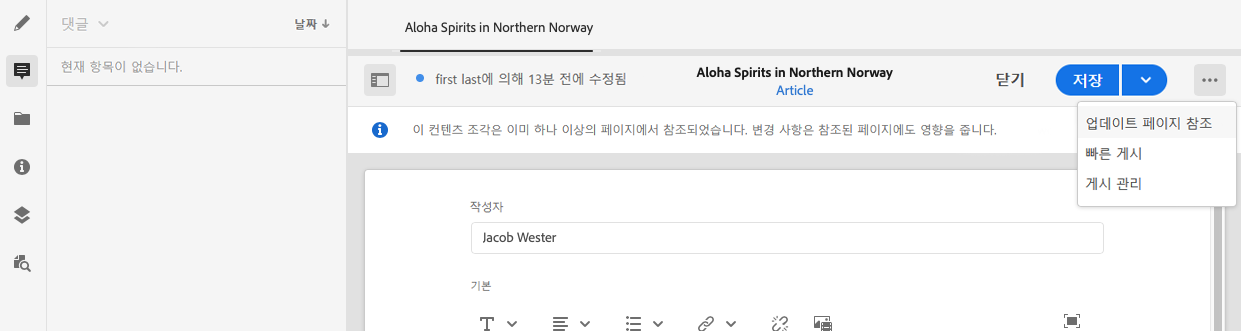 댓글
날짜
현재 항목이 없습니다.
Aloha Spirits in Northern Norway
first last에 의해 13분 전에 수정됨
Aloha Spirits in Northern Norway
Article
닫기
저장
이 컨텐츠 조각은 이미 하나 이상의 페이지에서 참조되었습니다. 변경 사항은 참조된 페이지에도 영향을 줍니다.
업데이트 페이지 참조
빠른 게시
게시 관리
작성자
Jacob Wester
기본